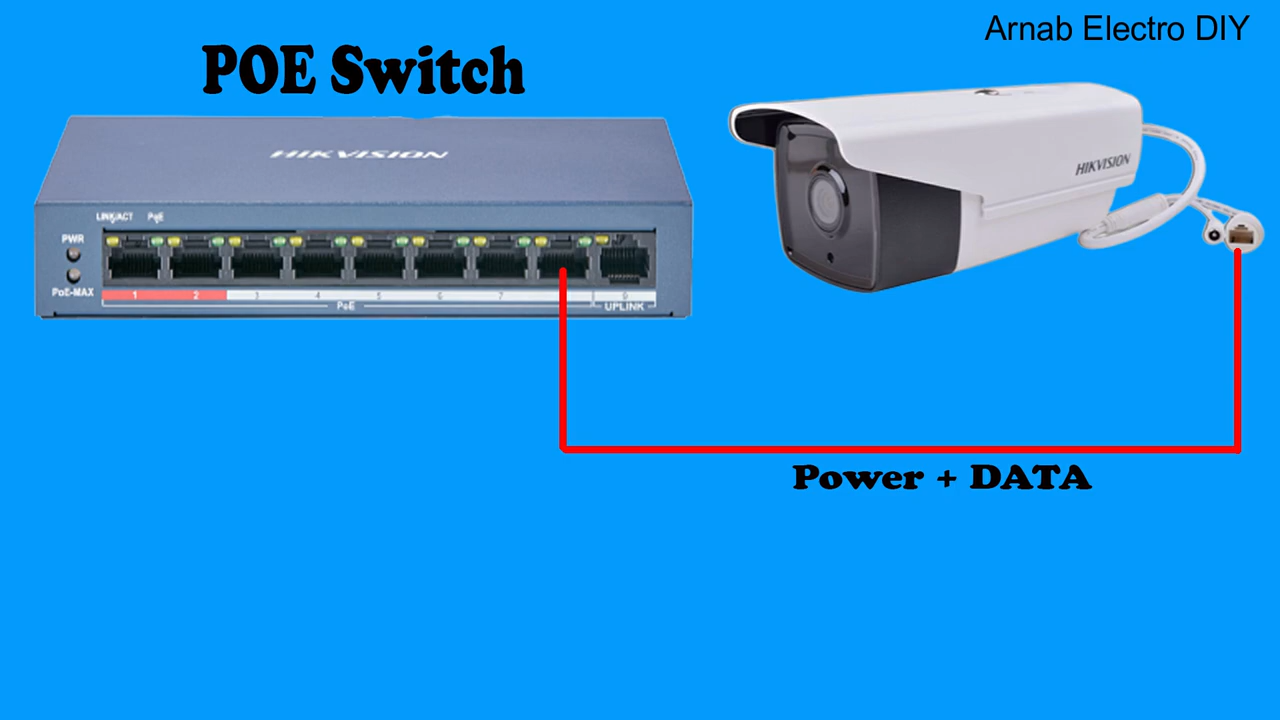 Arnab Electro DIY
POE Switch
HIKVISION
HIKVISION
LINK/ACT PoE
PWR
PoE-MAX
1 2 3 4 5 6 7 8 9
PoE UPLINK
Power + DATA